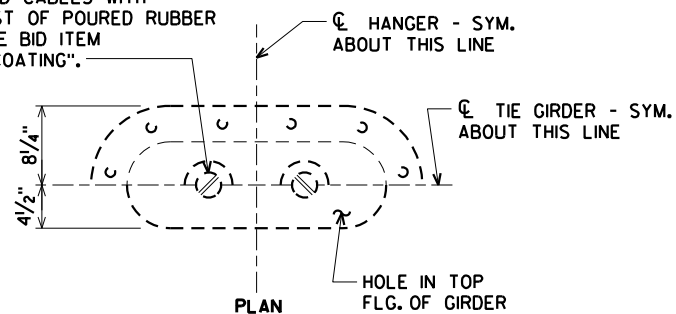 D CABLES WITH
ST OF POURED RUBBER
E BID ITEM
COATING".
℄ HANGER - SYM.
ABOUT THIS LINE
℄ TIE GIRDER - SYM.
ABOUT THIS LINE
8¼"
4½"
HOLE IN TOP
FLG. OF GIRDER
PLAN